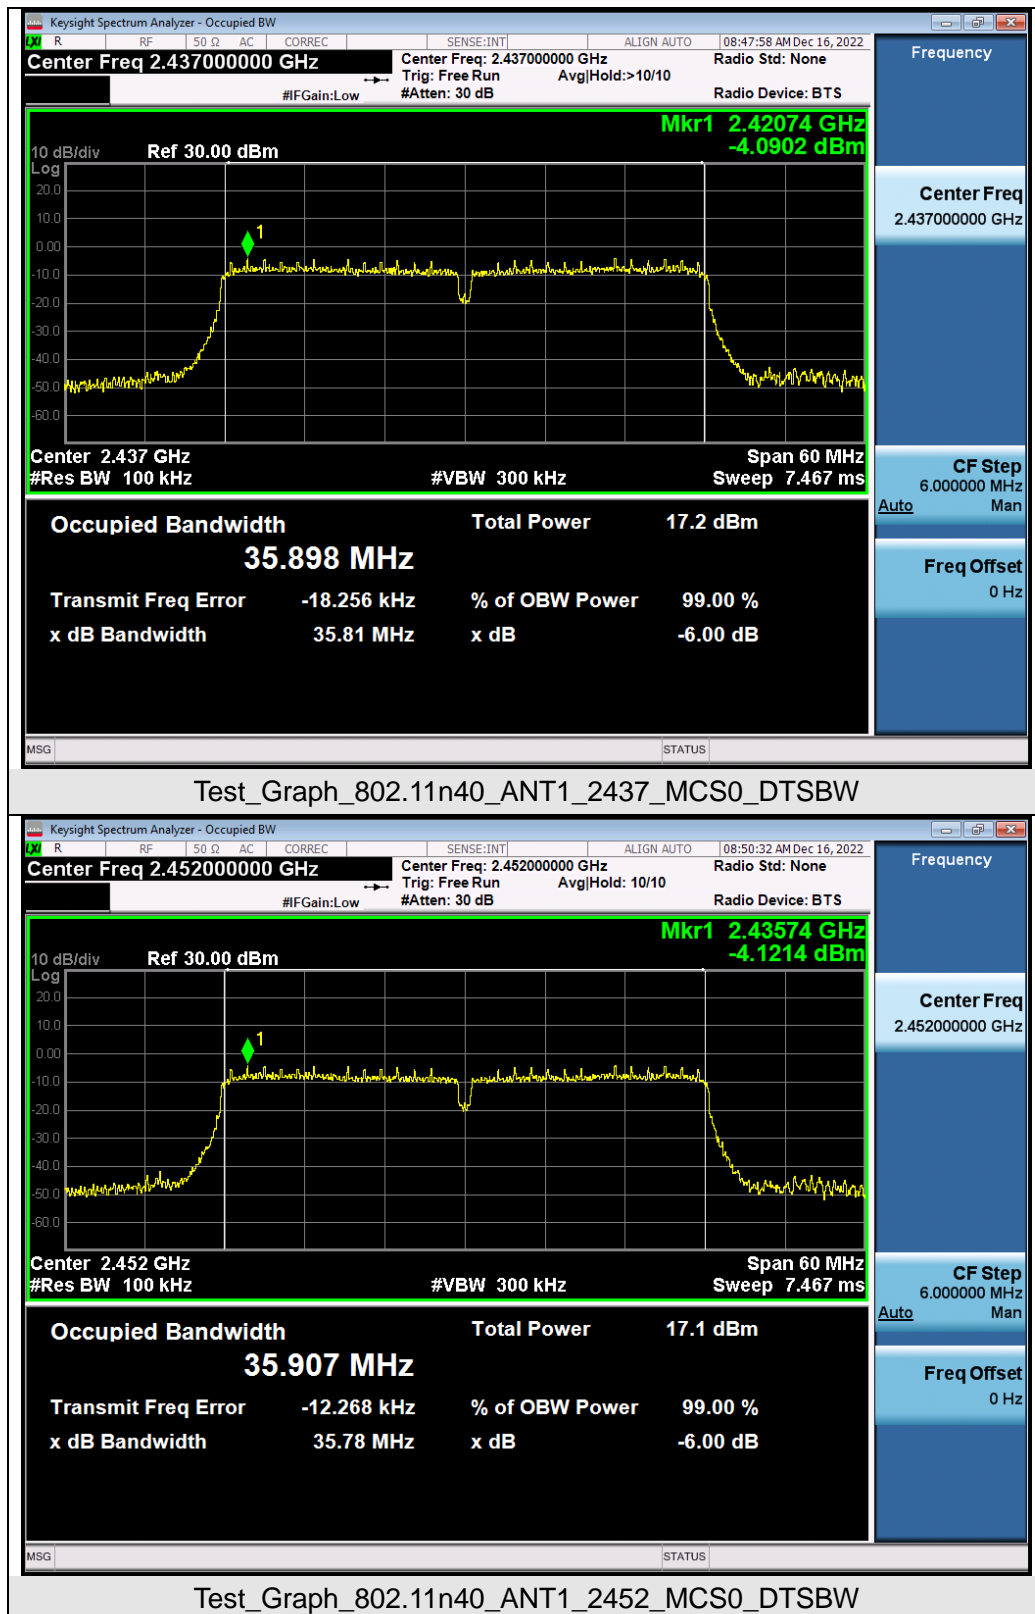 Keysight Spectrum Analyzer - Occupied BW
LXI R RF 50 Ω AC CORREC SENSE:INT ALIGN AUTO 08:47:58 AM Dec 16, 2022
Center Freq 2.437000000 GHz
Center Freq: 2.437000000 GHz
Radio Std: None
Trig: Free Run Avg|Hold:>10/10
#IFGain:Low #Atten: 30 dB Radio Device: BTS
Frequency
Mkr1 2.42074 GHz
-4.0902 dBm
10 dB/div Ref 30.00 dBm
Log
20.0
10.0
0.00
-10.0
-20.0
-30.0
-40.0
-50.0
-60.0
1
Center 2.437 GHz Span 60 MHz
#Res BW 100 kHz #VBW 300 kHz Sweep 7.467 ms
Center Freq
2.437000000 GHz
CF Step
6.000000 MHz
Auto Man
Freq Offset
0 Hz
Occupied Bandwidth Total Power 17.2 dBm
35.898 MHz
Transmit Freq Error -18.256 kHz % of OBW Power 99.00 %
x dB Bandwidth 35.81 MHz x dB -6.00 dB
MSG STATUS
Test_Graph_802.11n40_ANT1_2437_MCS0_DTSBW
Keysight Spectrum Analyzer - Occupied BW
LXI R RF 50 Ω AC CORREC SENSE:INT ALIGN AUTO 08:50:32 AM Dec 16, 2022
Center Freq 2.452000000 GHz
Center Freq: 2.452000000 GHz
Radio Std: None
Trig: Free Run Avg|Hold: 10/10
#IFGain:Low #Atten: 30 dB Radio Device: BTS
Frequency
Mkr1 2.43574 GHz
-4.1214 dBm
10 dB/div Ref 30.00 dBm
Log
20.0
10.0
0.00
-10.0
-20.0
-30.0
-40.0
-50.0
-60.0
1
Center 2.452 GHz Span 60 MHz
#Res BW 100 kHz #VBW 300 kHz Sweep 7.467 ms
Center Freq
2.452000000 GHz
CF Step
6.000000 MHz
Auto Man
Freq Offset
0 Hz
Occupied Bandwidth Total Power 17.1 dBm
35.907 MHz
Transmit Freq Error -12.268 kHz % of OBW Power 99.00 %
x dB Bandwidth 35.78 MHz x dB -6.00 dB
MSG STATUS
Test_Graph_802.11n40_ANT1_2452_MCS0_DTSBW